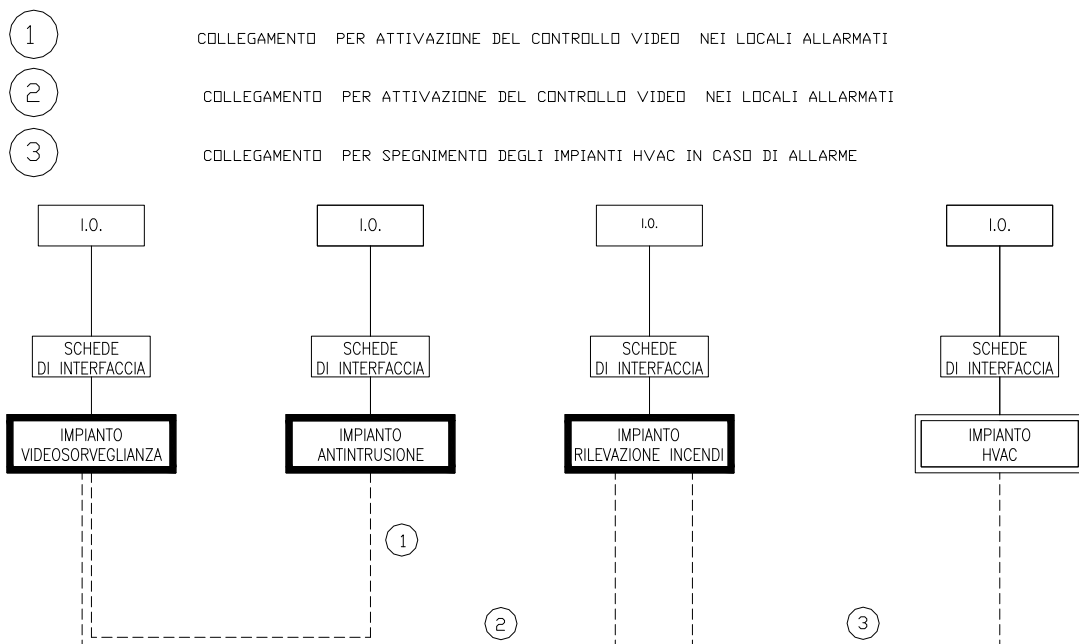 1 COLLEGAMENTO PER ATTIVAZIONE DEL CONTROLLO VIDEO NEI LOCALI ALLARMATI
2 COLLEGAMENTO PER ATTIVAZIONE DEL CONTROLLO VIDEO NEI LOCALI ALLARMATI
3 COLLEGAMENTO PER SPEGNIMENTO DEGLI IMPIANTI HVAC IN CASO DI ALLARME
I.O.
I.O.
I.O.
I.O.
SCHEDE
DI INTERFACCIA
SCHEDE
DI INTERFACCIA
SCHEDE
DI INTERFACCIA
SCHEDE
DI INTERFACCIA
IMPIANTO
VIDEOSORVEGLIANZA
IMPIANTO
ANTINTRUSIONE
IMPIANTO
RILEVAZIONE INCENDI
IMPIANTO
HVAC
1
2
3